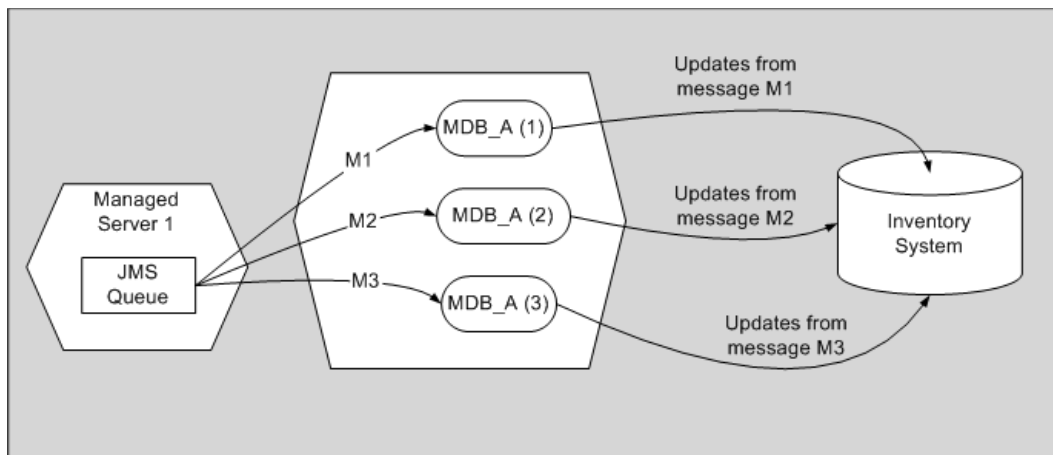 Managed
Server 1
JMS
Queue
M1
M2
M3
MDB_A (1)
MDB_A (2)
MDB_A (3)
Updates from
message M1
Updates from
message M2
Updates from
message M3
Inventory
System